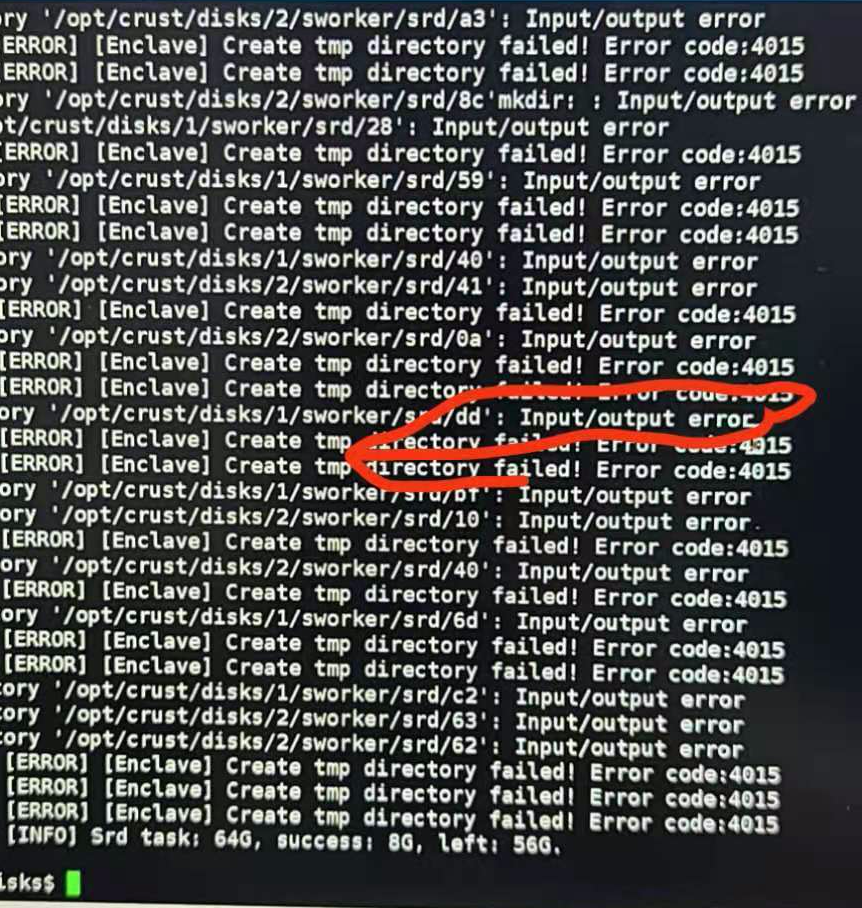 ry '/opt/crust/disks/2/sworker/srd/a3': Input/output error
ERROR] [Enclave] Create tmp directory failed! Error code:4015
ERROR] [Enclave] Create tmp directory failed! Error code:4015
ory '/opt/crust/disks/2/sworker/srd/8c'mkdir: : Input/output error
pt/crust/disks/1/sworker/srd/28': Input/output error
ERROR] [Enclave] Create tmp directory failed! Error code:4015
ory '/opt/crust/disks/1/sworker/srd/59': Input/output error
[ERROR] [Enclave] Create tmp directory failed! Error code:4015
[ERROR] [Enclave] Create tmp directory failed! Error code:4015
ory '/opt/crust/disks/1/sworker/srd/40': Input/output error
ory '/opt/crust/disks/2/sworker/srd/41': Input/output error
[ERROR] [Enclave] Create tmp directory failed! Error code:4015
ory '/opt/crust/disks/2/sworker/srd/0a': Input/output error
[ERROR] [Enclave] Create tmp directory failed! Error code:4015
[ERROR] [Enclave] Create tmp directory failed! Error code:4015
ory '/opt/crust/disks/1/sworker/srd/dd': Input/output error
[ERROR] [Enclave] Create tmp directory failed! Error code:4015
[ERROR] [Enclave] Create tmp directory failed! Error code:4015
ory '/opt/crust/disks/1/sworker/srd/bf': Input/output error
ory '/opt/crust/disks/2/sworker/srd/10': Input/output error
[ERROR] [Enclave] Create tmp directory failed! Error code:4015
ory '/opt/crust/disks/2/sworker/srd/40': Input/output error
[ERROR] [Enclave] Create tmp directory failed! Error code:4015
ory '/opt/crust/disks/1/sworker/srd/6d': Input/output error
[ERROR] [Enclave] Create tmp directory failed! Error code:4015
[ERROR] [Enclave] Create tmp directory failed! Error code:4015
tory '/opt/crust/disks/1/sworker/srd/c2': Input/output error
tory '/opt/crust/disks/2/sworker/srd/63': Input/output error
tory '/opt/crust/disks/2/sworker/srd/62': Input/output error
[ERROR] [Enclave] Create tmp directory failed! Error code:4015
[ERROR] [Enclave] Create tmp directory failed! Error code:4015
[ERROR] [Enclave] Create tmp directory failed! Error code:4015
[INFO] Srd task: 64G, success: 8G, left: 56G.
isks$